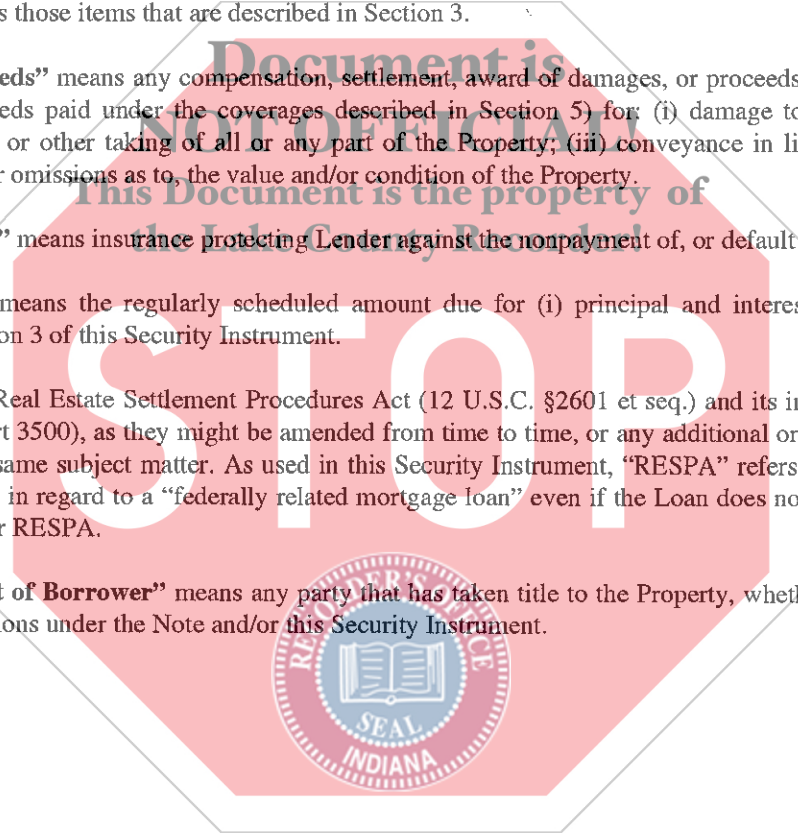 s those items that are described in Section 3.
Document is
eds” means any compensation, settlement, award of damages, or proceeds
eds paid under the coverages described in Section 5) for: (i) damage to
NOT OFFICIAL!
or other taking of all or any part of the Property; (iii) conveyance in li
r omissions as to, the value and/or condition of the Property.
This Document is the property of
” means insurance protecting Lender against the nonpayment of, or default
the Lake County Recorder!
means the regularly scheduled amount due for (i) principal and interes
on 3 of this Security Instrument.
STOP
Real Estate Settlement Procedures Act (12 U.S.C. §2601 et seq.) and its in
rt 3500), as they might be amended from time to time, or any additional or
same subject matter. As used in this Security Instrument, “RESPA” refers
in regard to a “federally related mortgage loan” even if the Loan does no
r RESPA.
t of Borrower” means any party that has taken title to the Property, wheth
ions under the Note and/or this Security Instrument.
RECORDER'S OFFICE
SEAL
INDIANA